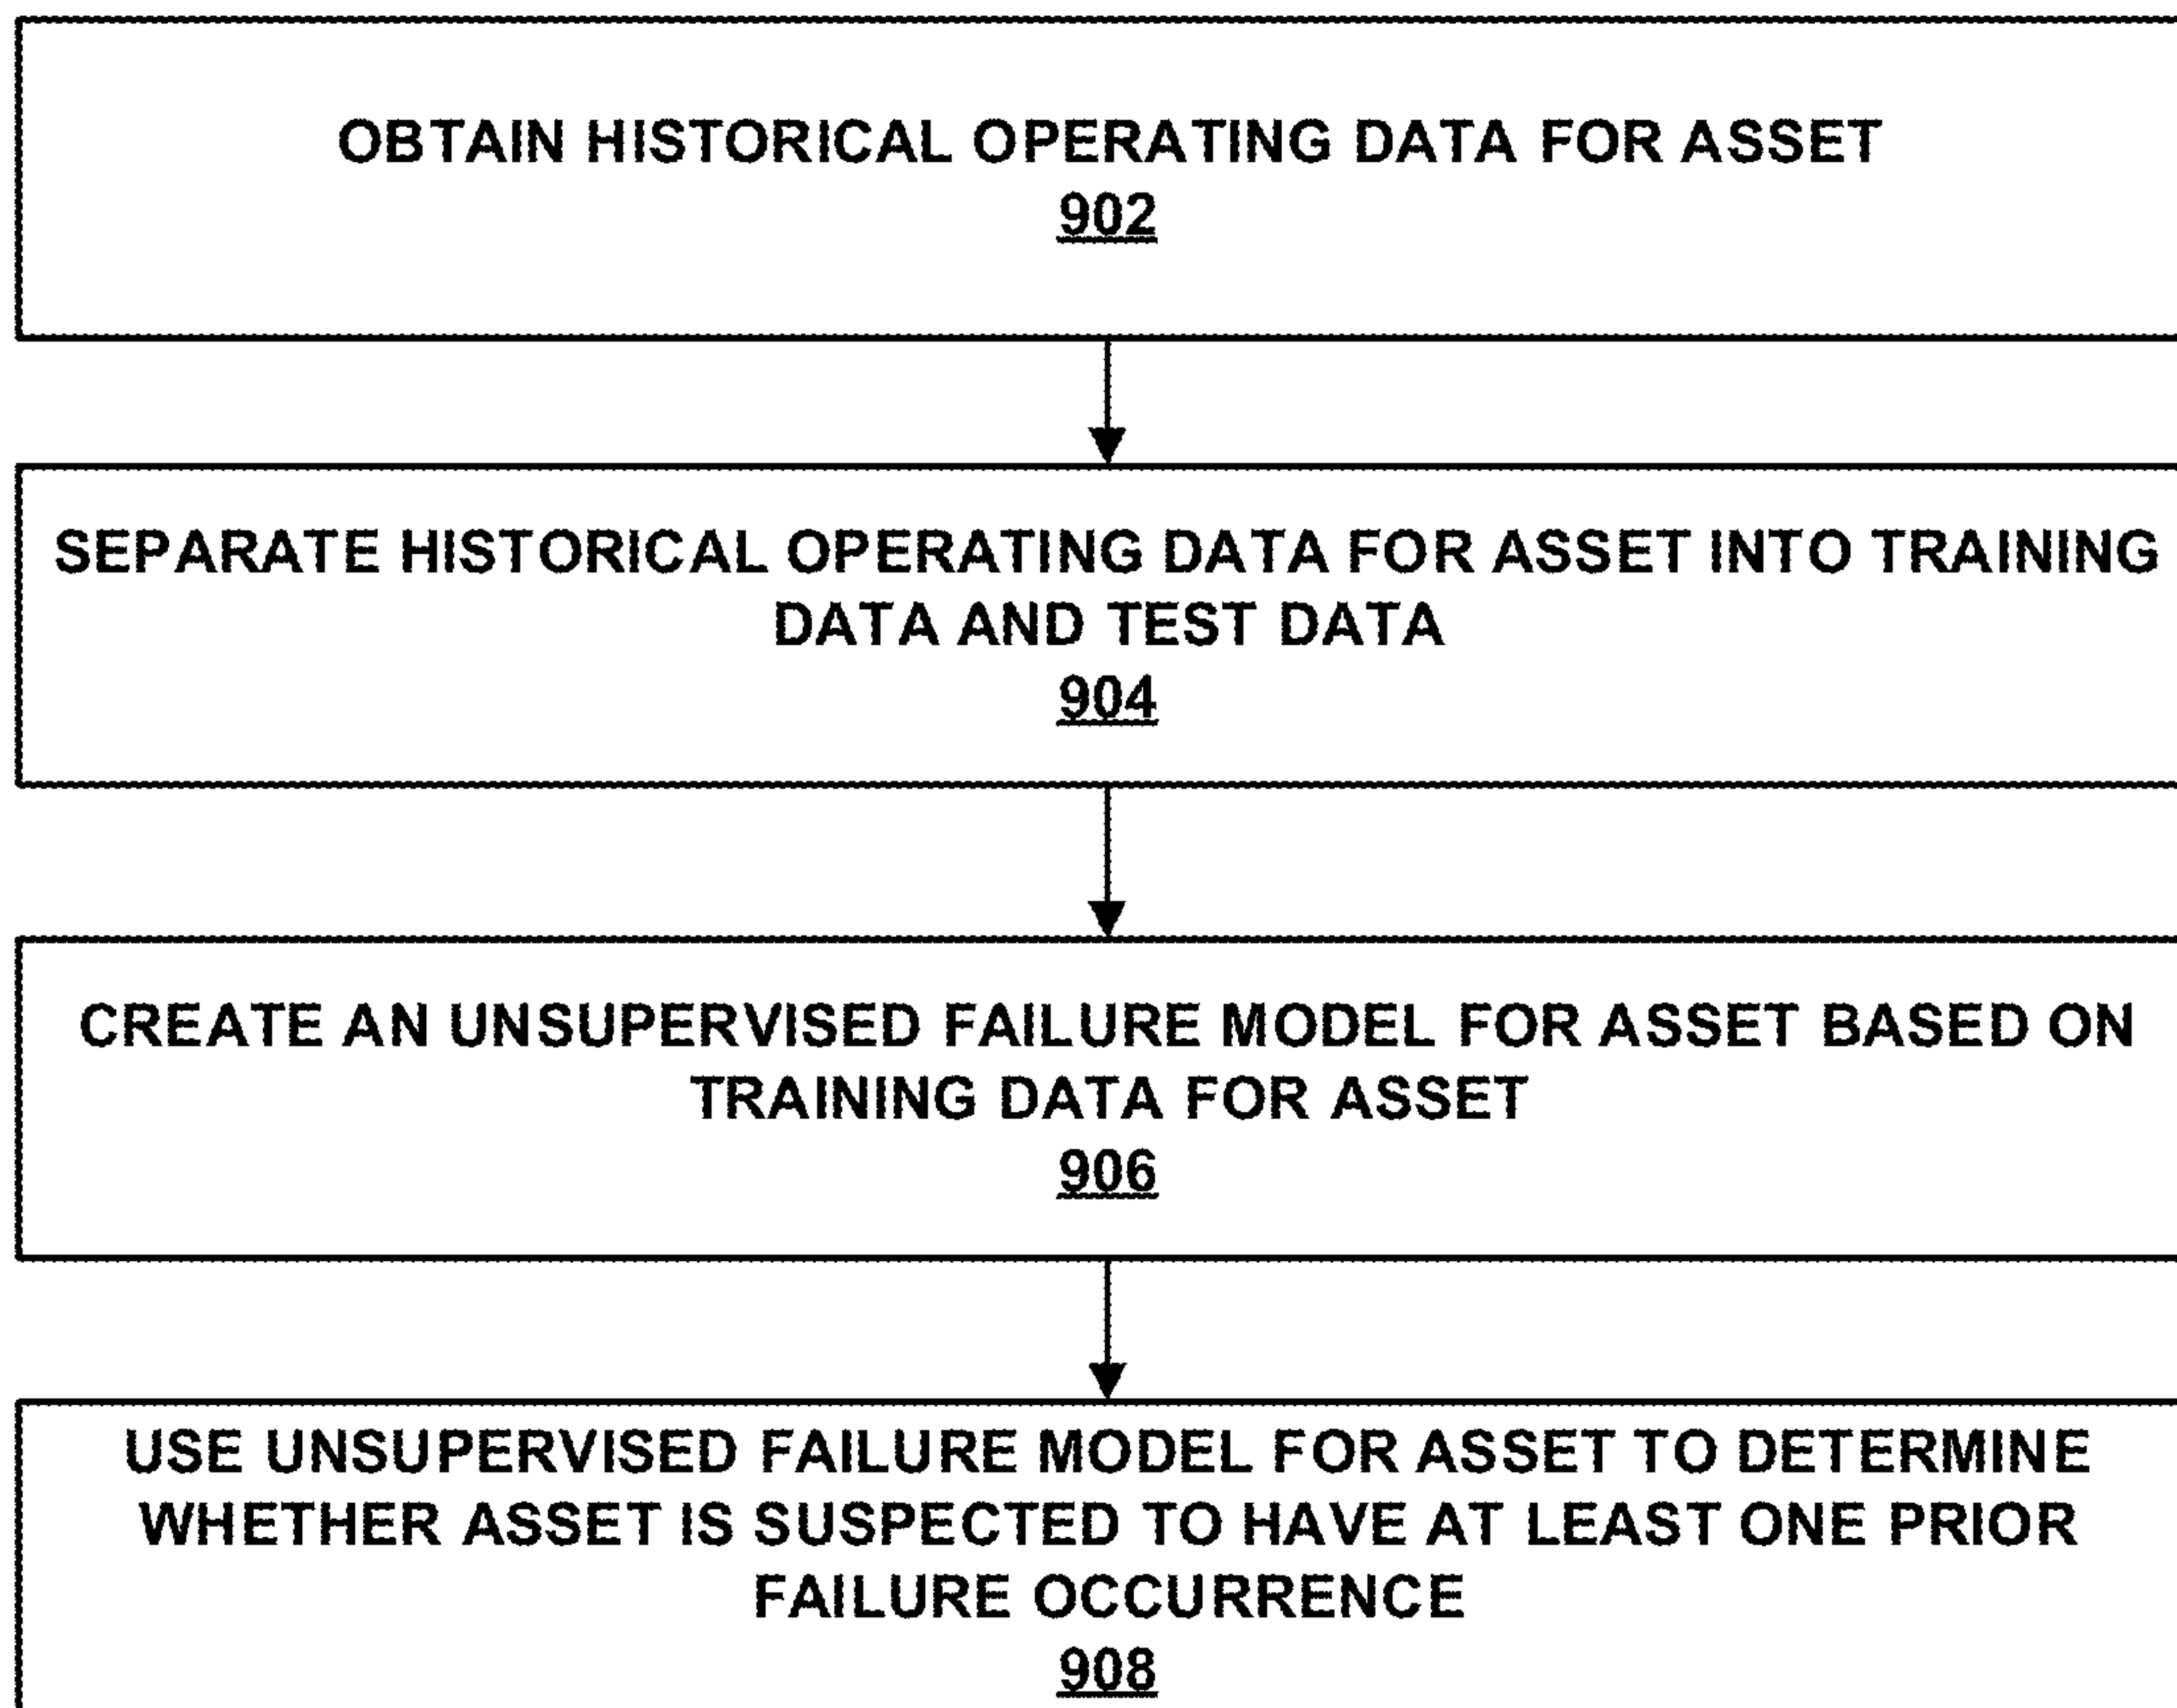 OBTAIN HISTORICAL OPERATING DATA FOR ASSET
902
SEPARATE HISTORICAL OPERATING DATA FOR ASSET INTO TRAINING
DATA AND TEST DATA
904
CREATE AN UNSUPERVISED FAILURE MODEL FOR ASSET BASED ON
TRAINING DATA FOR ASSET
906
USE UNSUPERVISED FAILURE MODEL FOR ASSET TO DETERMINE
WHETHER ASSET IS SUSPECTED TO HAVE AT LEAST ONE PRIOR
FAILURE OCCURRENCE
908